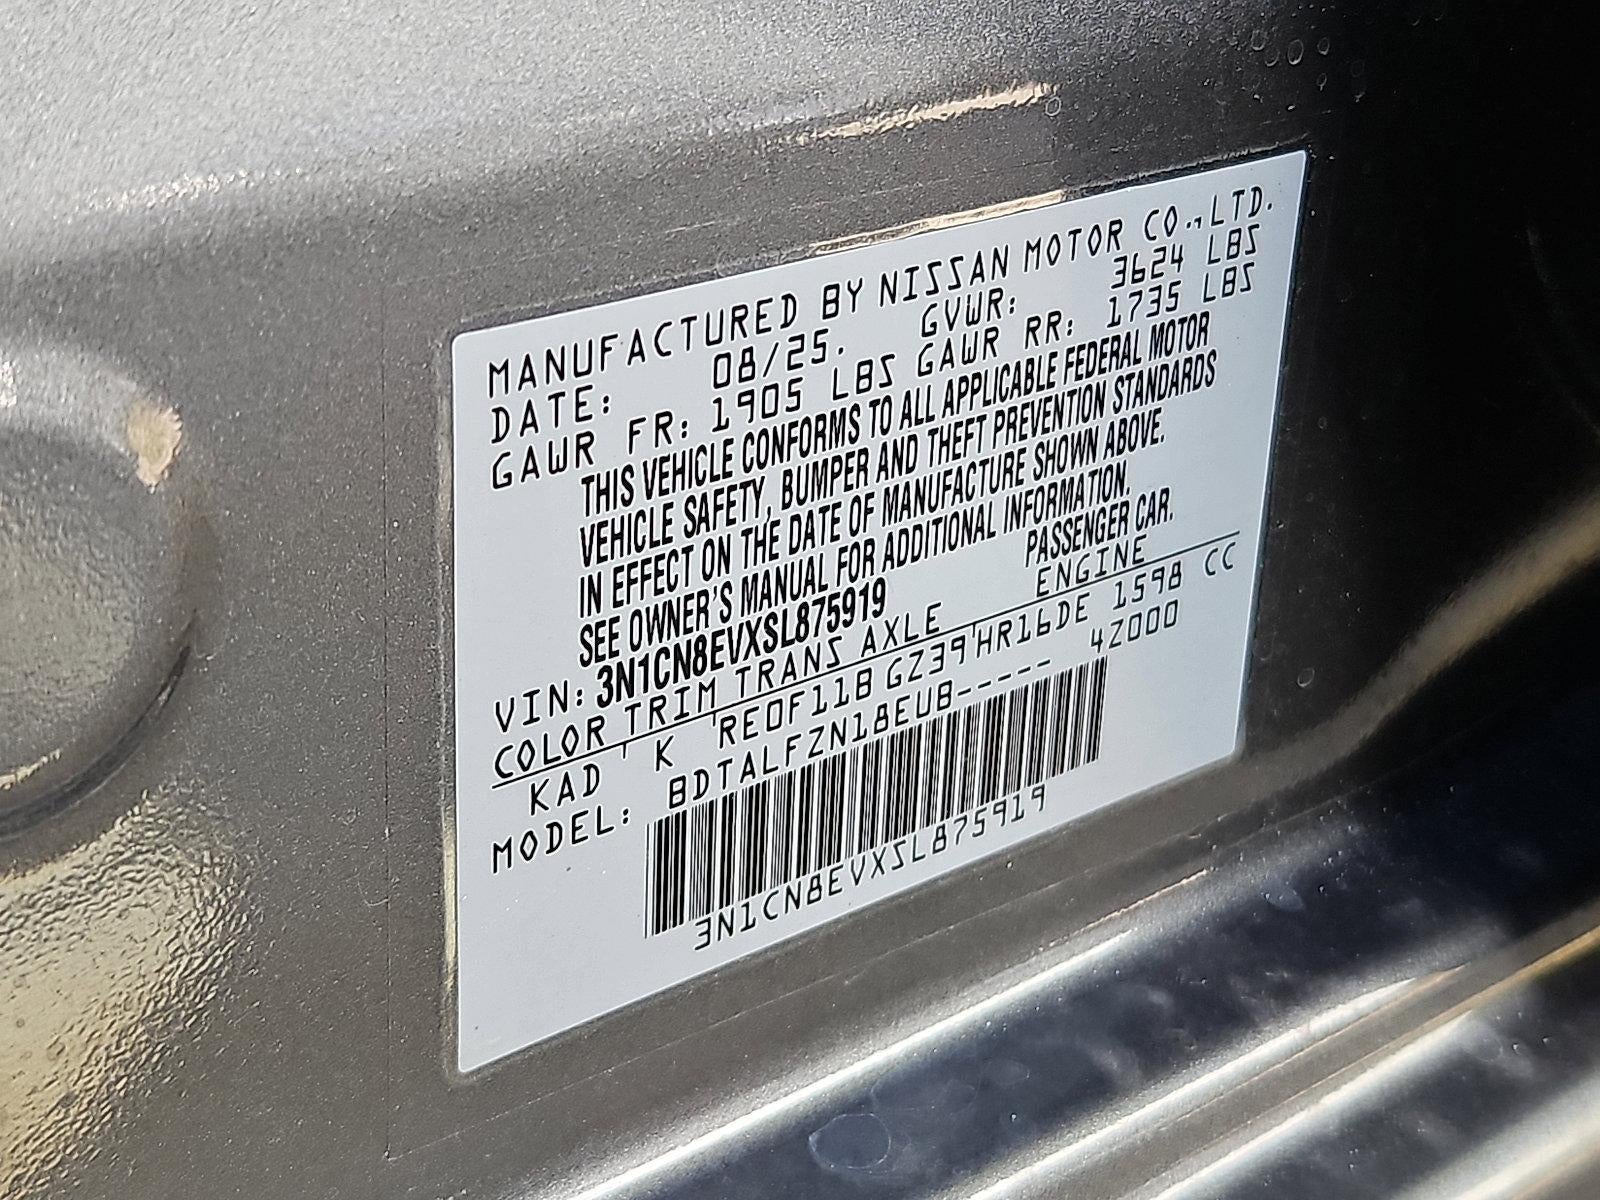 MANUFACTURED BY NISSAN MOTOR CO.,LTD.
DATE: 08/25. GVWR: 3624 LBS
GAWR FR: 1905 LBS GAWR RR: 1735 LBS
THIS VEHICLE CONFORMS TO ALL APPLICABLE FEDERAL MOTOR
VEHICLE SAFETY, BUMPER AND THEFT PREVENTION STANDARDS
IN EFFECT ON THE DATE OF MANUFACTURE SHOWN ABOVE.
SEE OWNER'S MANUAL FOR ADDITIONAL INFORMATION.
VIN: 3N1CN8EVXSL875919 PASSENGER CAR.
COLOR TRIM TRANS AXLE ENGINE
KAD K RE0F11B GZ39 HR16DE 1598 CC
MODEL: BDTALFZN18EUB----- 42000
3N1CN8EVXSL875919